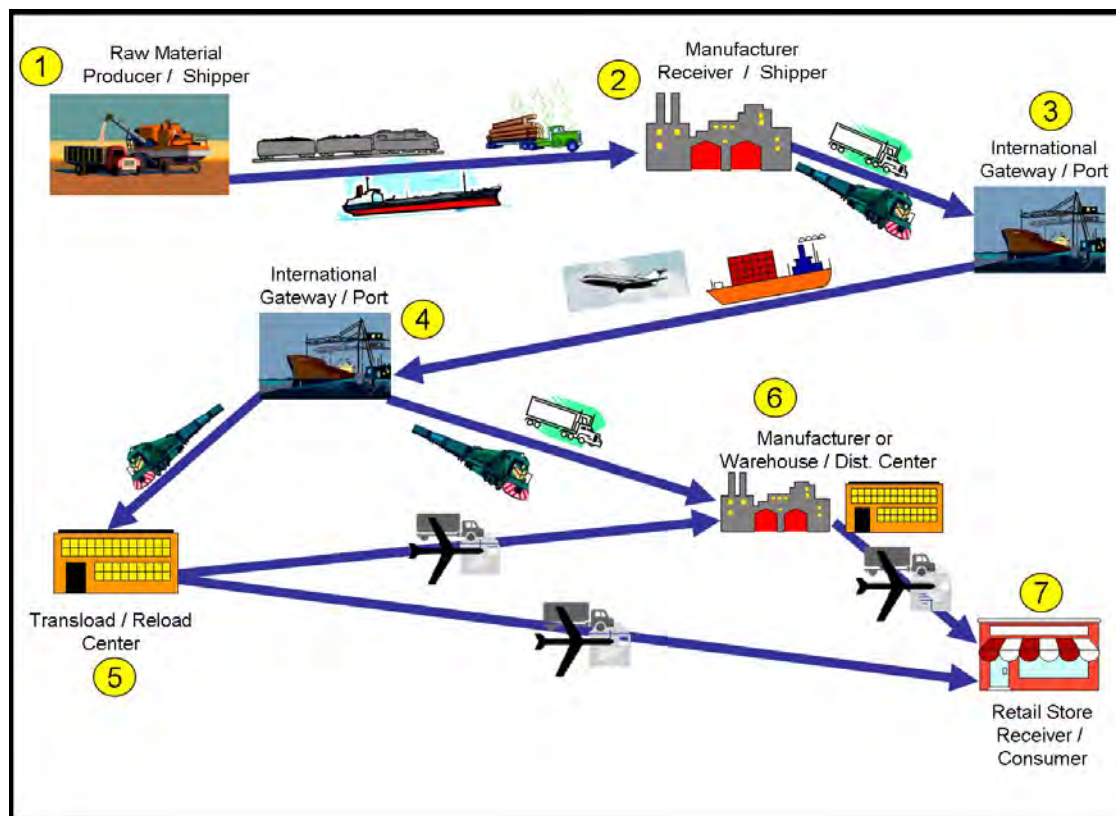 1
Raw Material
Producer / Shipper
2
Manufacturer
Receiver / Shipper
3
International
Gateway / Port
International
Gateway / Port
4
6
Manufacturer or
Warehouse / Dist. Center
Transload / Reload
Center
5
7
Retail Store
Receiver /
Consumer